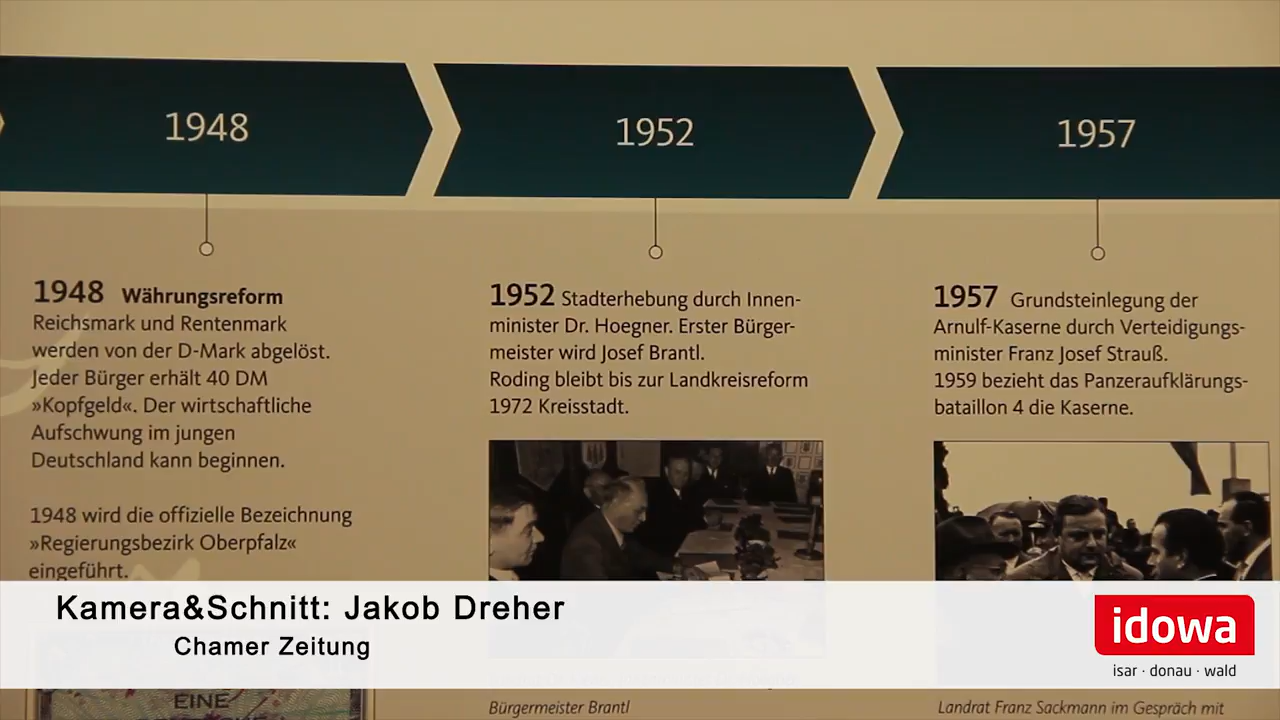 1948
1952
1957
1948 Währungsreform
Reichsmark und Rentenmark
werden von der D-Mark abgelöst.
Jeder Bürger erhält 40 DM
»Kopfgeld«. Der wirtschaftliche
Aufschwung im jungen
Deutschland kann beginnen.
1948 wird die offizielle Bezeichnung
»Regierungsbezirk Oberpfalz«
eingeführt.
EINE
1952 Stadterhebung durch Innen-
minister Dr. Hoegner. Erster Bürger-
meister wird Josef Brantl.
Roding bleibt bis zur Landkreisreform
1972 Kreisstadt.
Bürgermeister Brantl
1957 Grundsteinlegung der
Arnulf-Kaserne durch Verteidigungs-
minister Franz Josef Strauß.
1959 bezieht das Panzeraufklärungs-
bataillon 4 die Kaserne.
Landrat Franz Sackmann im Gespräch mit
Kamera&Schnitt: Jakob Dreher
Chamer Zeitung
idowa
isar · donau · wald